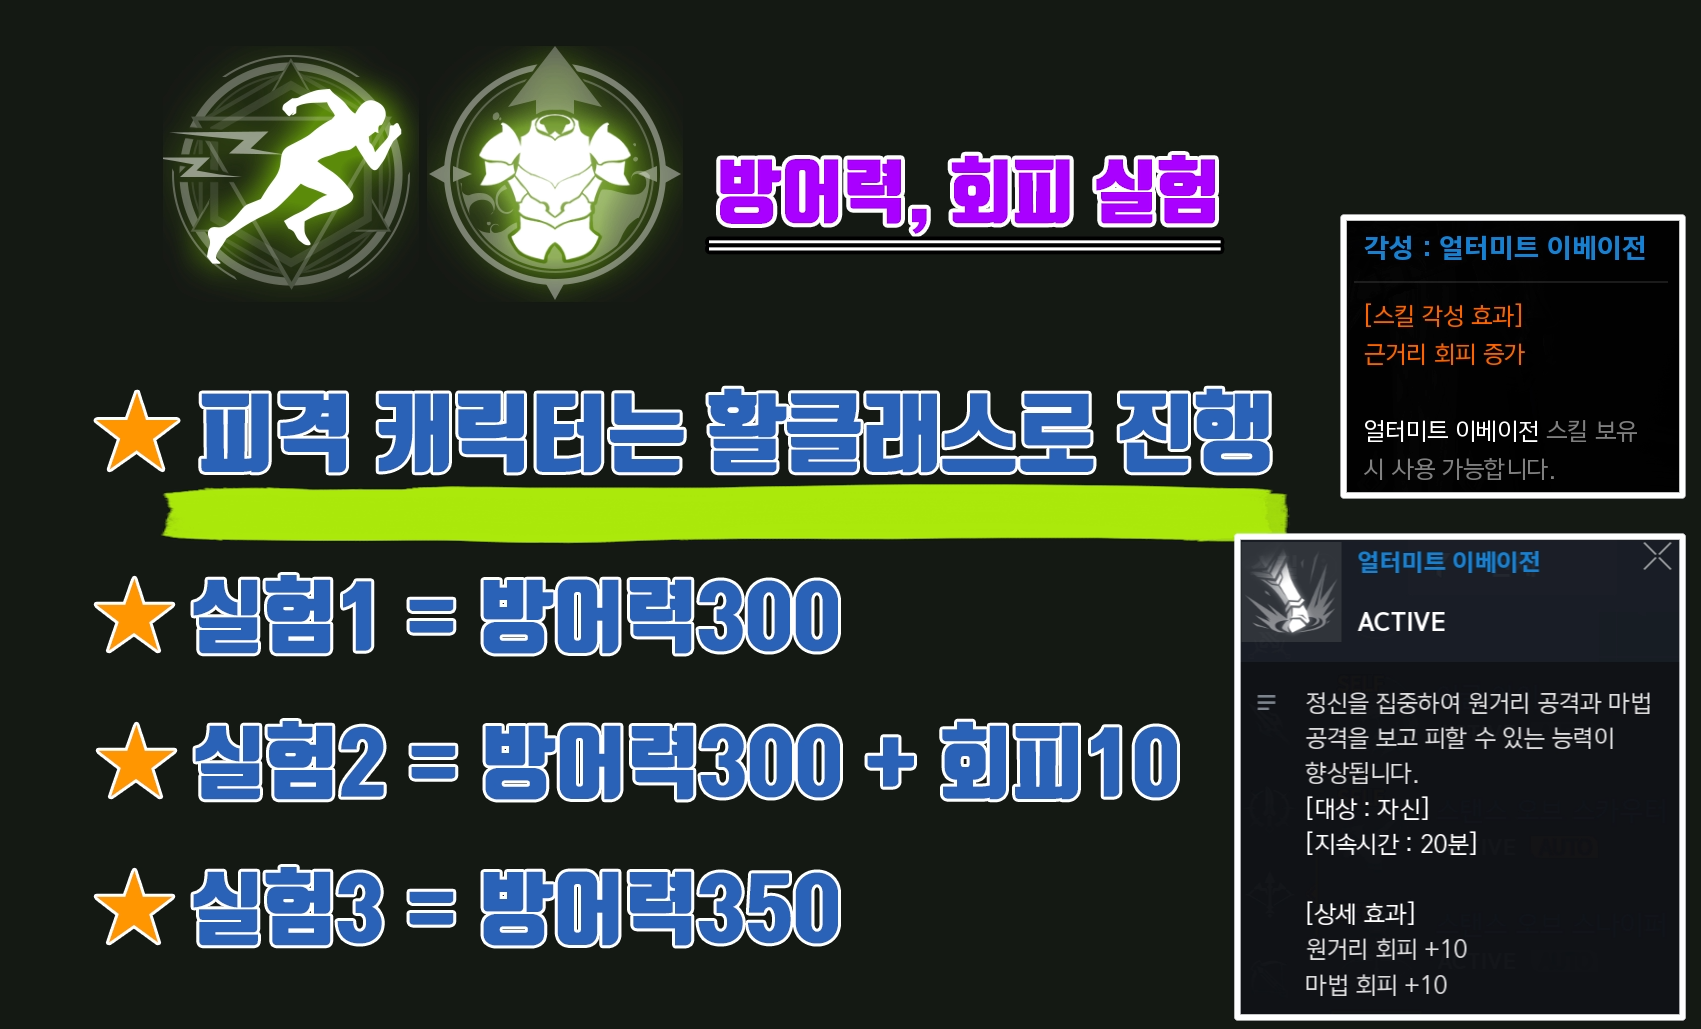 방어력, 회피 실험
각성 : 얼터미트 이베이전
[스킬 각성 효과]
근거리 회피 증가
얼터미트 이베이전 스킬 보유
시 사용 가능합니다.
★ 피격 캐릭터는 활클래스로 진행
★ 실험1 = 방어력300
★ 실험2 = 방어력300 + 회피10
★ 실험3 = 방어력350
얼터미트 이베이전
ACTIVE
정신을 집중하여 원거리 공격과 마법
공격을 보고 피할 수 있는 능력이
향상됩니다.
[대상 : 자신]
[지속시간 : 20분]
[상세 효과]
원거리 회피 +10
마법 회피 +10